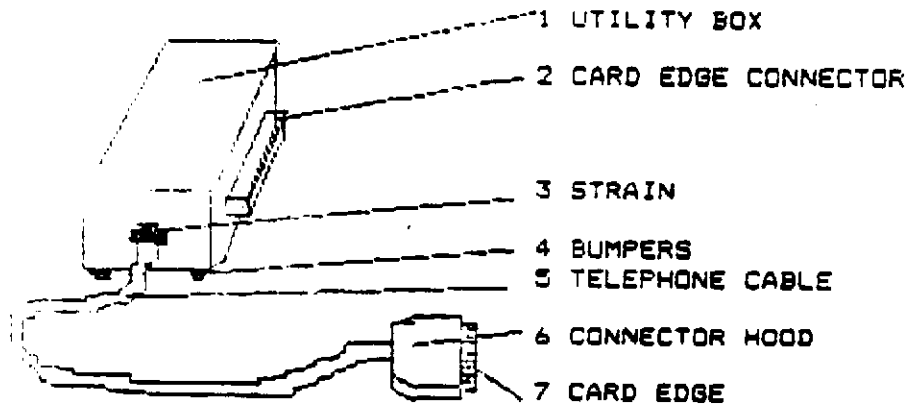 1 UTILITY BOX
2 CARD EDGE CONNECTOR
3 STRAIN
4 BUMPERS
5 TELEPHONE CABLE
6 CONNECTOR HOOD
7 CARD EDGE